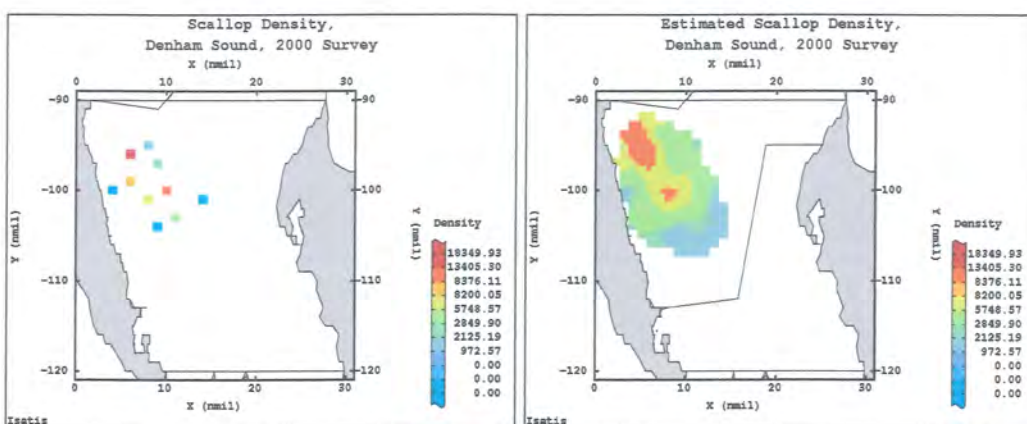 Scallop Density,
Denham Sound, 2000 Survey
X (nmil)
0 10 20 30
-90 -90
-100 -100
-110 -110
-120 -120
Y (nmil)
Y (nmil)
0 10 20 30
X (nmil)
Density
18349.93
13405.30
8376.11
8200.05
5748.57
2849.90
2125.19
972.57
0.00
0.00
0.00
Isatis
Estimated Scallop Density,
Denham Sound, 2000 Survey
X (nmil)
0 10 20 30
-90 -90
-100 -100
-110 -110
-120 -120
Y (nmil)
Y (nmil)
0 10 20 30
X (nmil)
Density
18349.93
13405.30
8376.11
8200.05
5748.57
2849.90
2125.19
972.57
0.00
0.00
0.00
Isatis